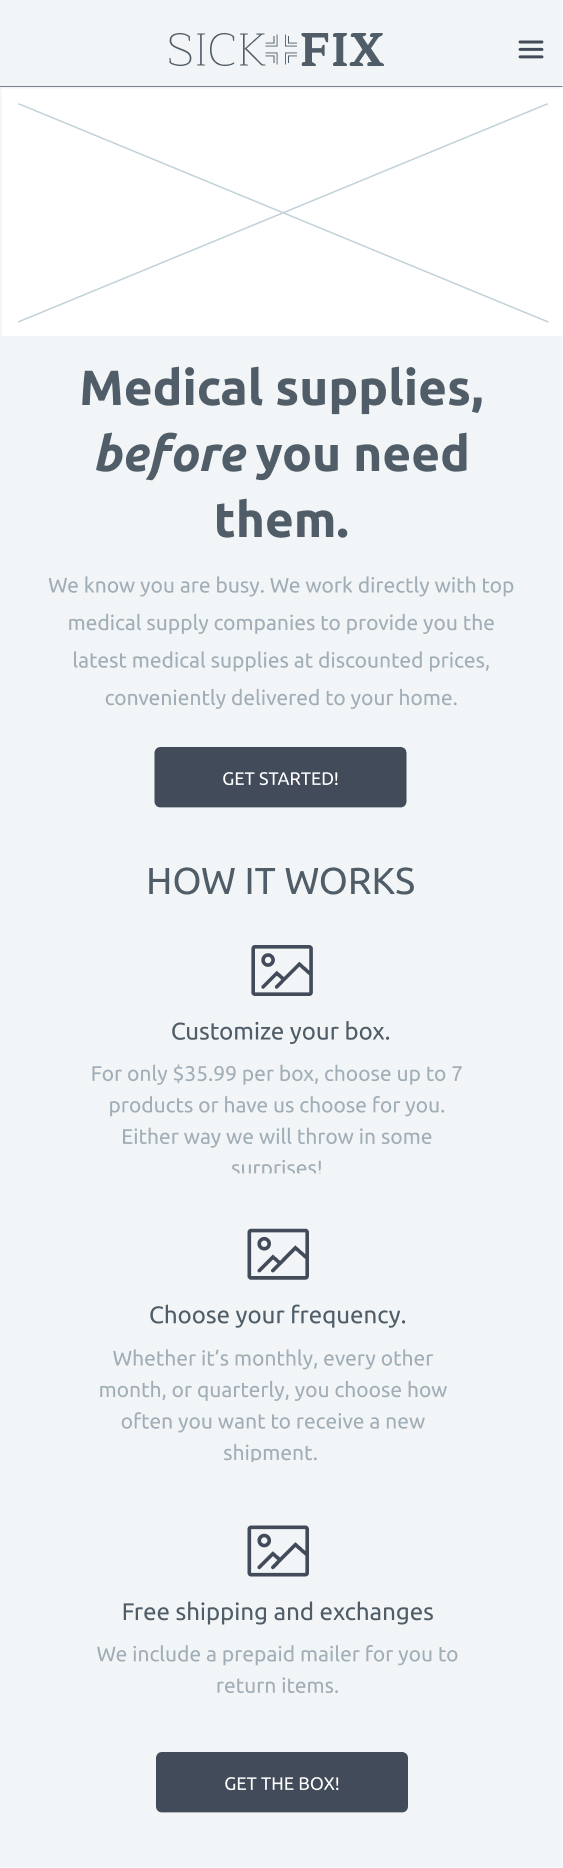 SICK FIX
Medical supplies,
before you need
them.
We know you are busy. We work directly with top
medical supply companies to provide you the
latest medical supplies at discounted prices,
conveniently delivered to your home.
GET STARTED!
HOW IT WORKS
Customize your box.
For only $35.99 per box, choose up to 7
products or have us choose for you.
Either way we will throw in some
surprises!
Choose your frequency.
Whether it’s monthly, every other
month, or quarterly, you choose how
often you want to receive a new
shipment.
Free shipping and exchanges
We include a prepaid mailer for you to
return items.
GET THE BOX!